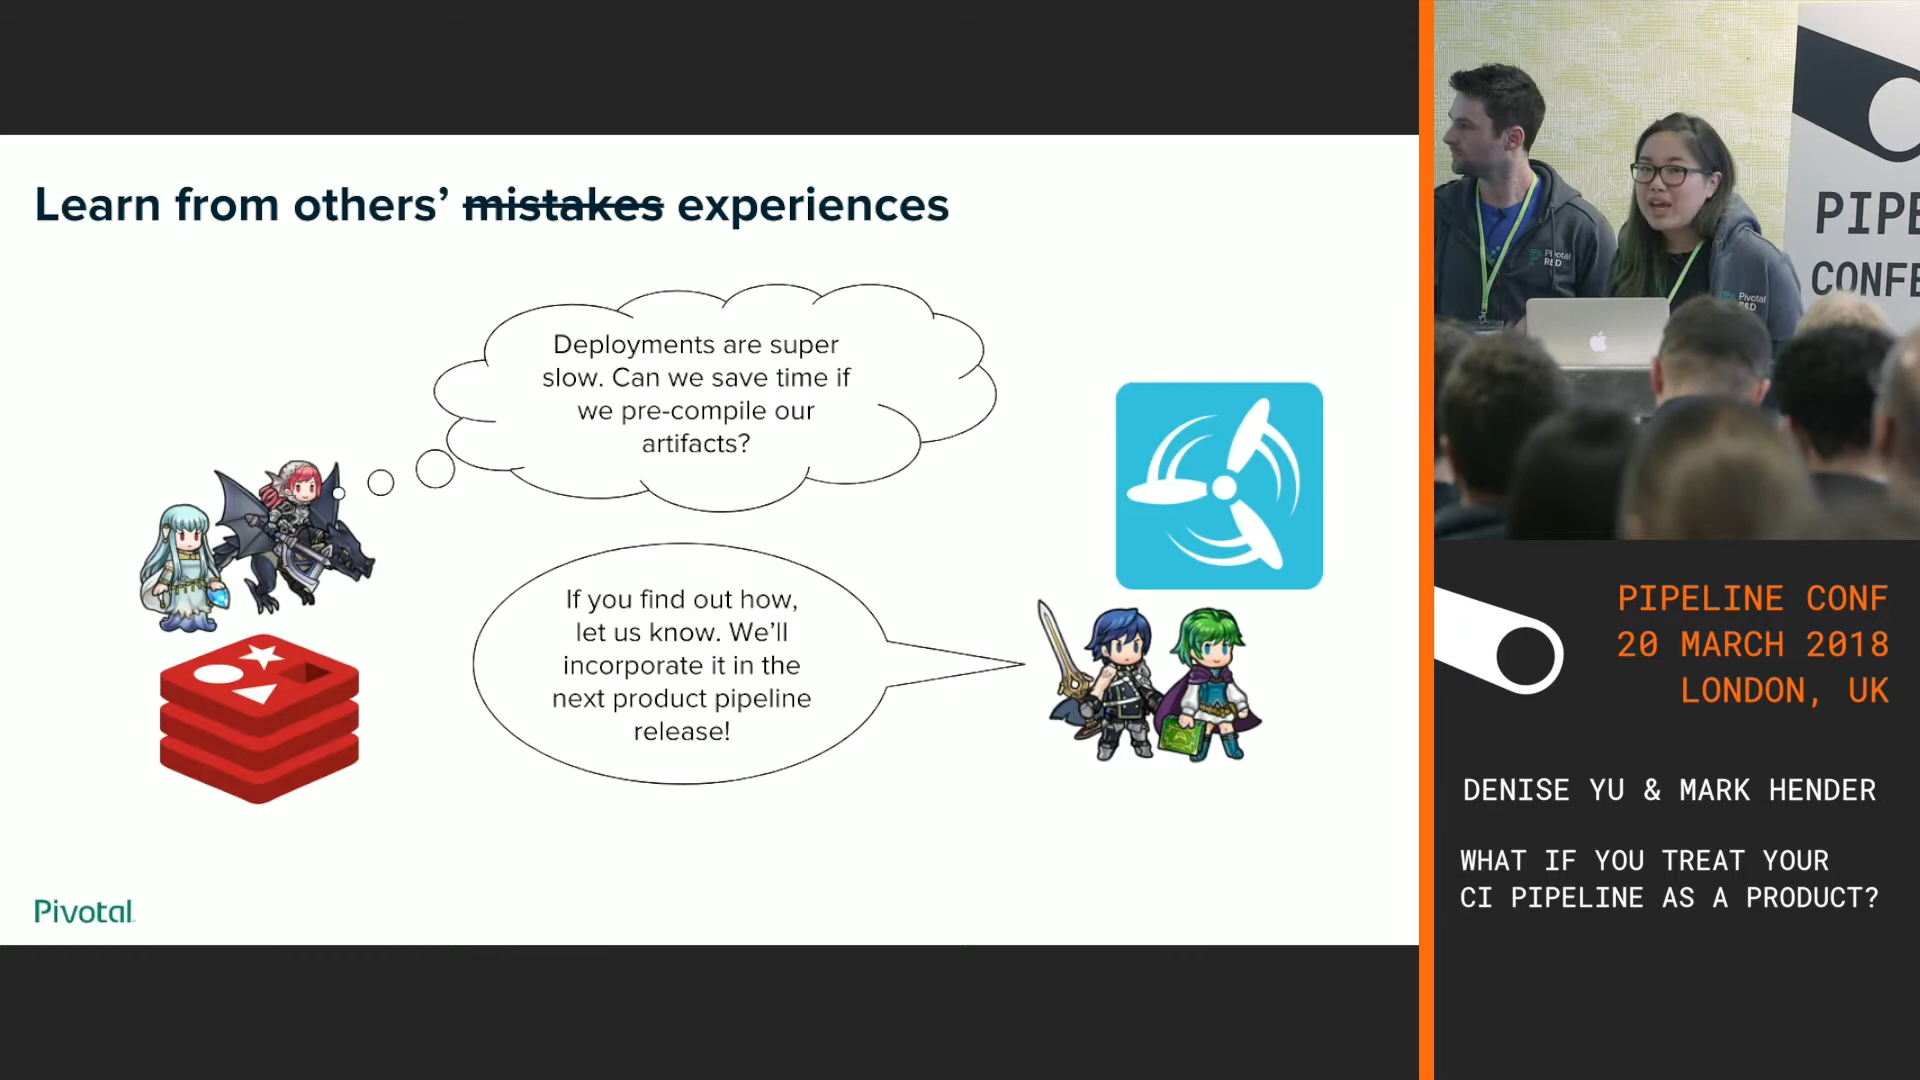 Learn from others’ mistakes experiences
Deployments are super
slow. Can we save time if
we pre-compile our
artifacts?
If you find out how,
let us know. We’ll
incorporate it in the
next product pipeline
release!
Pivotal
Pivotal
R&D
Pivotal
R&D
PIPE
CONFE
PIPELINE CONF
20 MARCH 2018
LONDON, UK
DENISE YU & MARK HENDER
WHAT IF YOU TREAT YOUR
CI PIPELINE AS A PRODUCT?